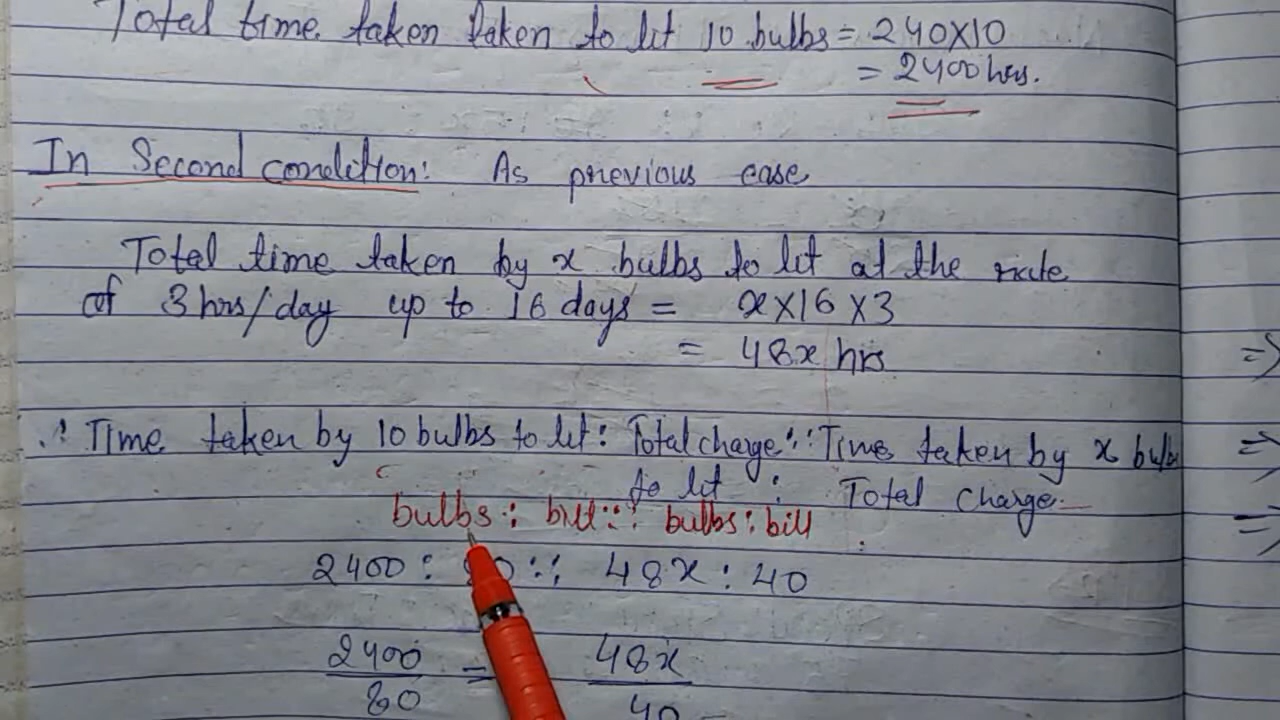 Total time taken taken to lit 10 bulbs = 240×10
= 2400 hrs.
In Second condition: As previous case
Total time taken by x bulbs to lit at the rate
of 3 hrs/day up to 16 days = x×16×3
= 48x hrs
∴ Time taken by 10 bulbs to lit : Total charge :: Time taken by x bulbs
to lit : Total charge
bulbs : bill :: bulbs : bill
2400 : :: 48x : 40
2400/80 = 48x/40
⇒
⇒
⇒